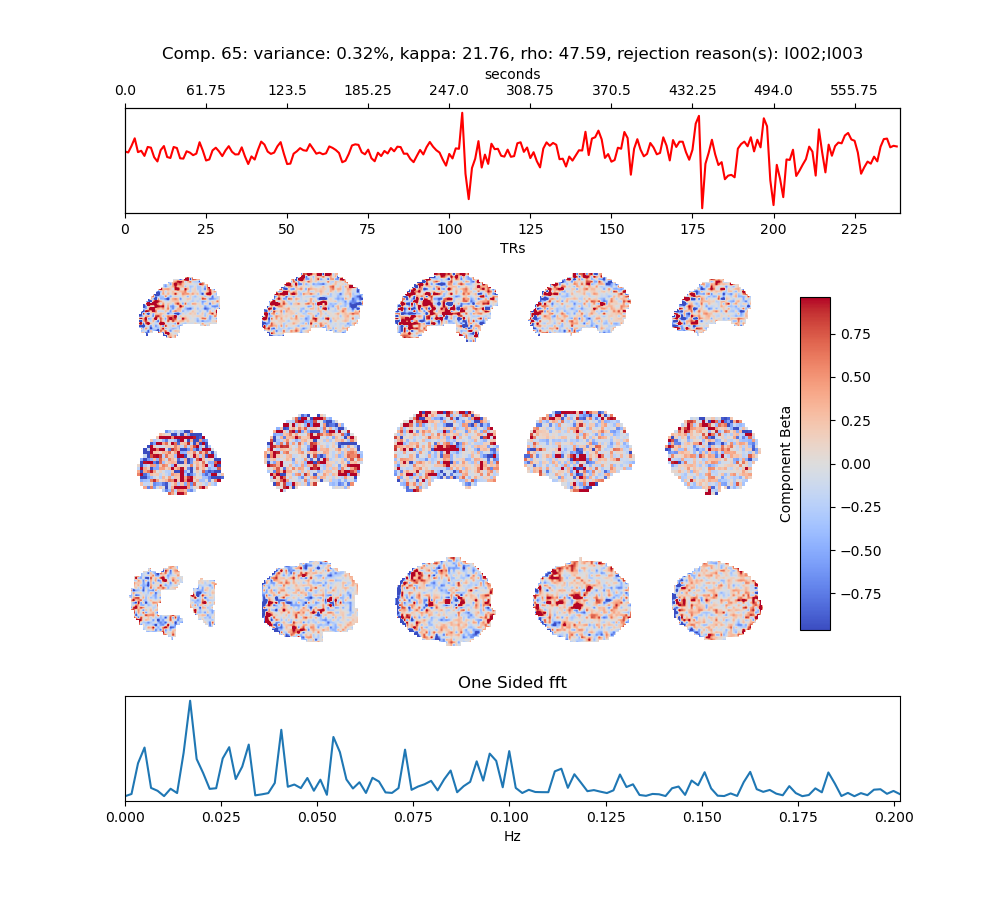 Comp. 65: variance: 0.32%, kappa: 21.76, rho: 47.59, rejection reason(s): I002;I003
seconds
0.0 61.75 123.5 185.25 247.0 308.75 370.5 432.25 494.0 555.75
0 25 50 75 100 125 150 175 200 225
TRs
0.75
0.50
0.25
0.00
−0.25
−0.50
−0.75
Component Beta
One Sided fft
0.000 0.025 0.050 0.075 0.100 0.125 0.150 0.175 0.200
Hz